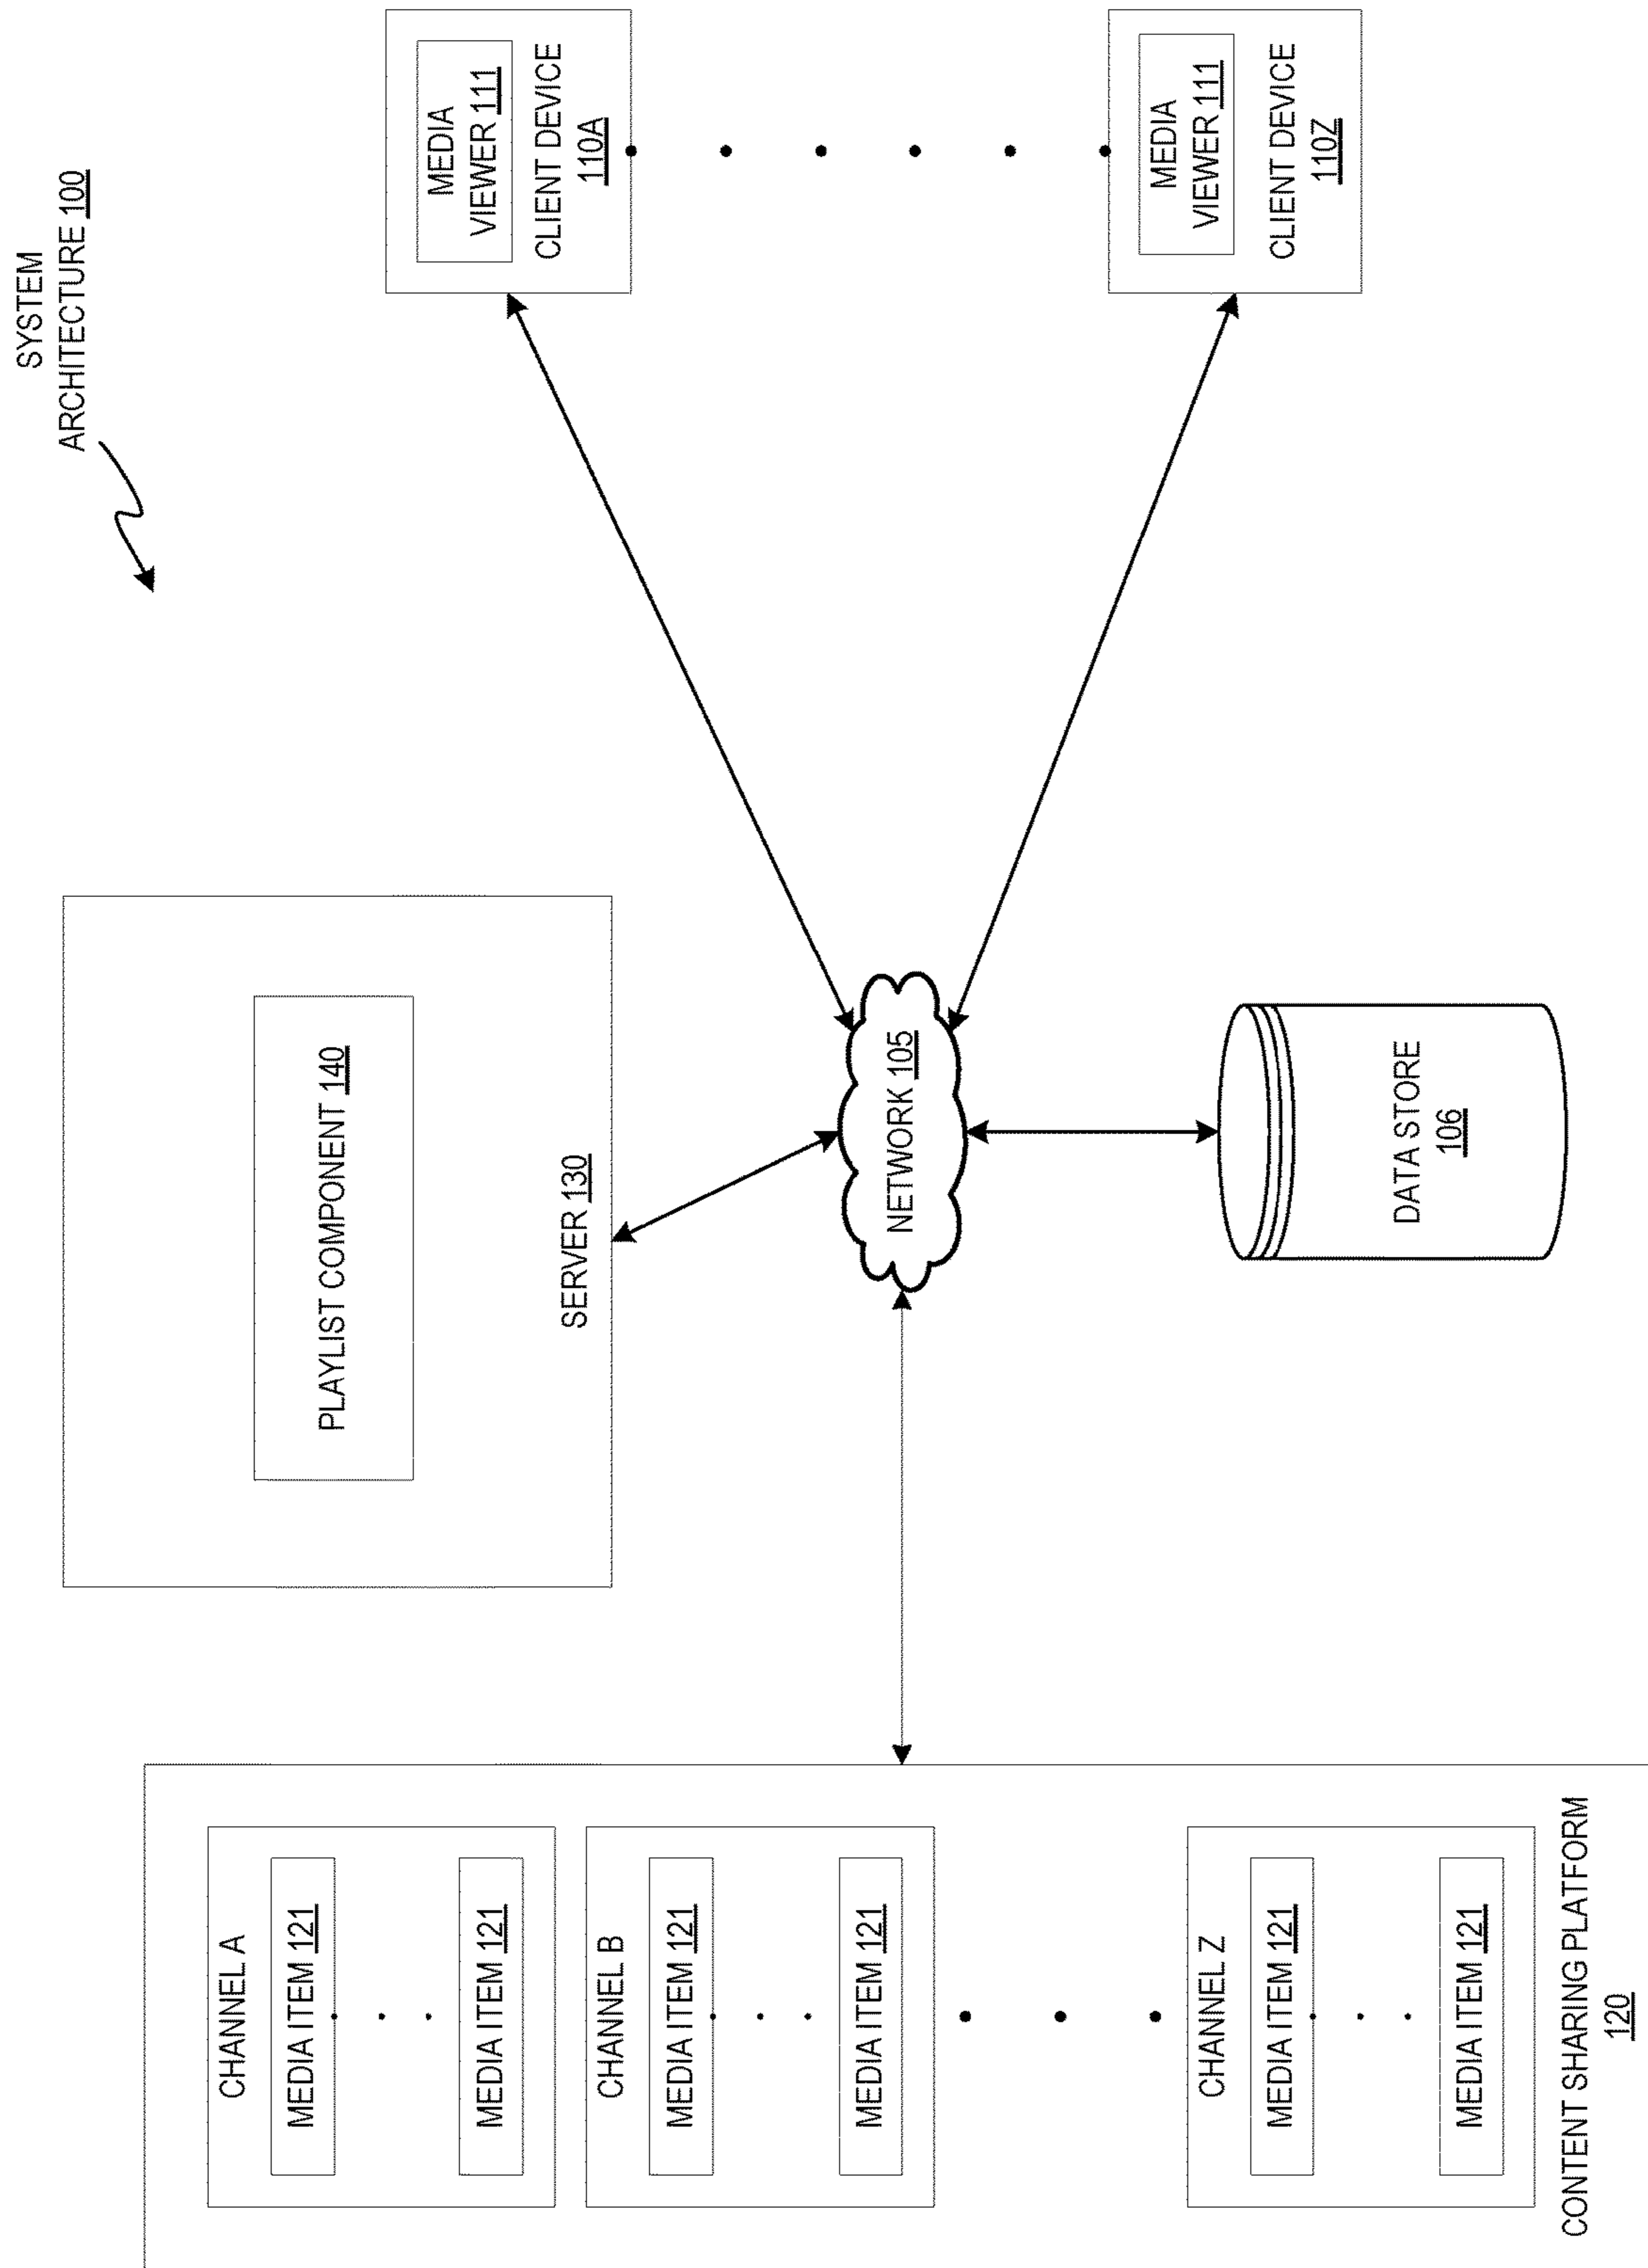 SYSTEM
ARCHITECTURE 100
CHANNEL A
MEDIA ITEM 121
MEDIA ITEM 121
CHANNEL B
MEDIA ITEM 121
MEDIA ITEM 121
CHANNEL Z
MEDIA ITEM 121
MEDIA ITEM 121
CONTENT SHARING PLATFORM
120
PLAYLIST COMPONENT 140
SERVER 130
NETWORK 105
DATA STORE
106
MEDIA
VIEWER 111
CLIENT DEVICE
110A
MEDIA
VIEWER 111
CLIENT DEVICE
110Z